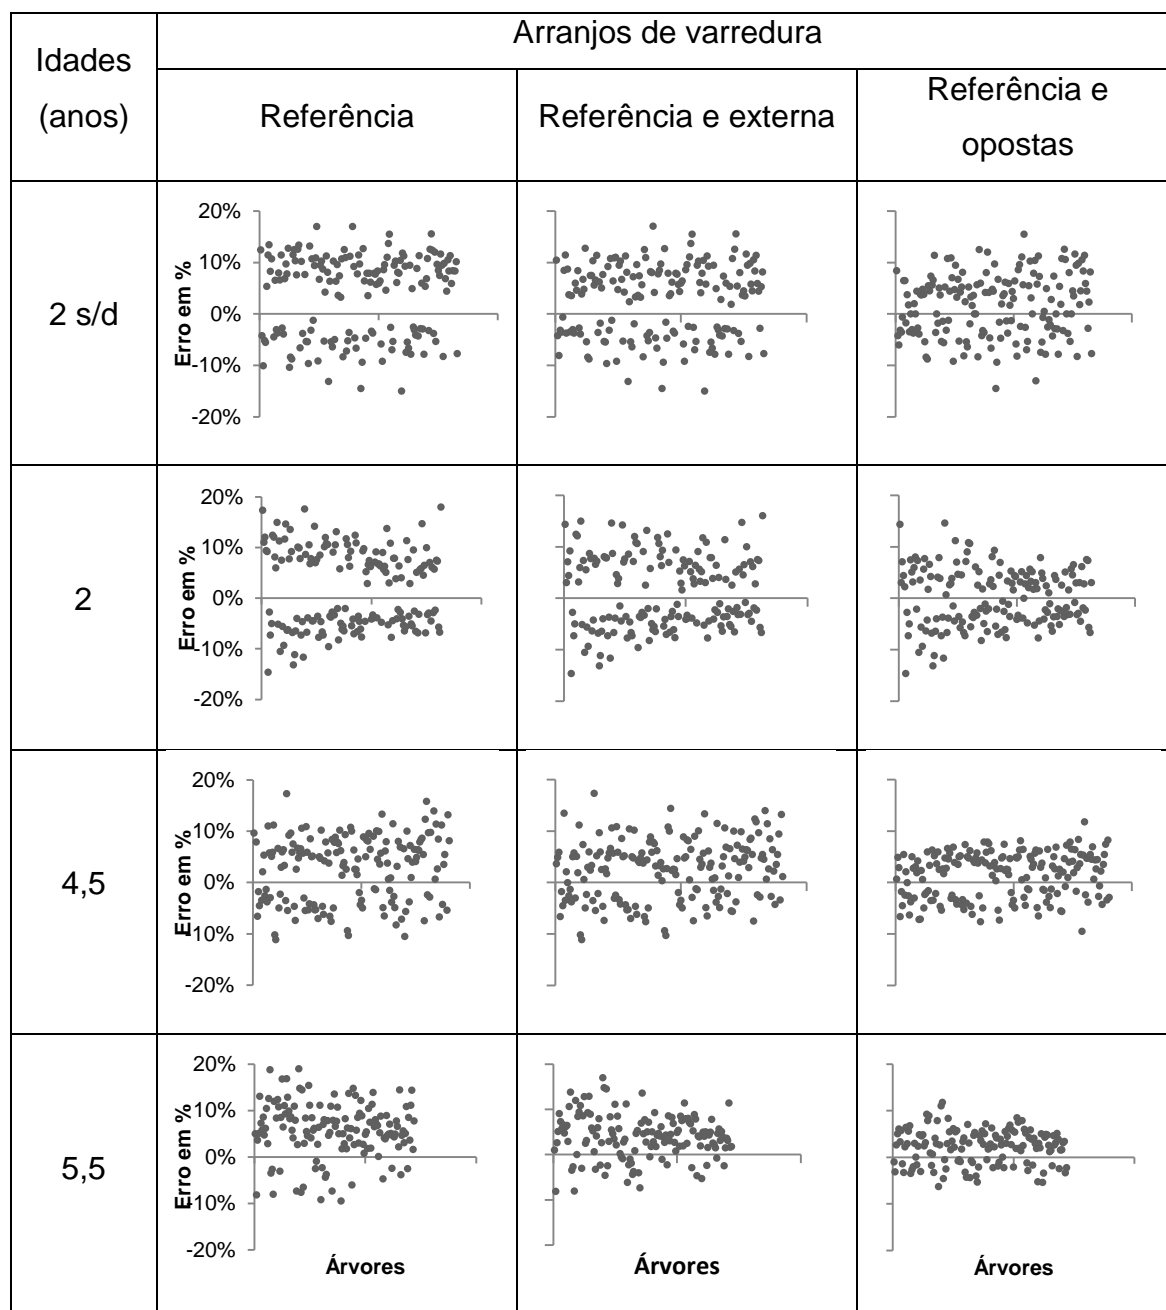 Idades
(anos)
Arranjos de varredura
Referência
Referência e externa
Referência e
opostas
2 s/d
Erro em %
20%
10%
0%
-10%
-20%
2
Erro em %
20%
10%
0%
-10%
-20%
4,5
Erro em %
20%
10%
0%
-10%
-20%
5,5
Erro em %
20%
10%
0%
-10%
-20%
Árvores
Árvores
Árvores